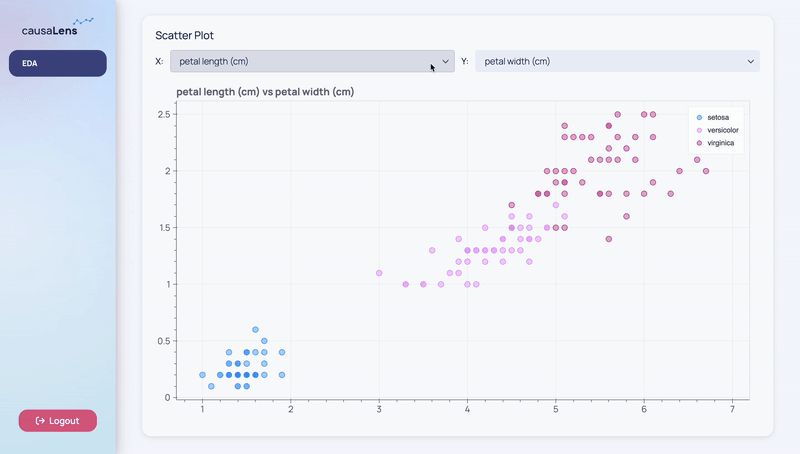 causaLens
EDA
Logout
Scatter Plot
X: petal length (cm) Y: petal width (cm)
petal length (cm) vs petal width (cm)
2.5
2
1.5
1
0.5
0
1 2 3 4 5 6 7
setosa
versicolor
virginica